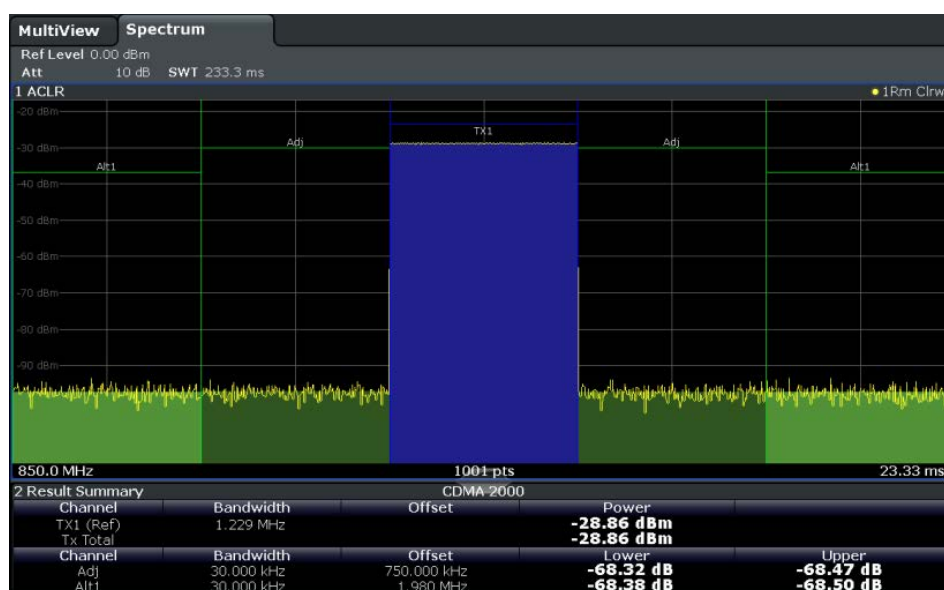 MultiView Spectrum
Ref Level 0.00 dBm
Att 10 dB SWT 233.3 ms
1 ACLR 1Rm Clrw
-20 dBm
TX1
Adj Adj
-30 dBm
Alt1 Alt1
-40 dBm
-50 dBm
-60 dBm
-70 dBm
-80 dBm
-90 dBm
850.0 MHz 1001 pts 23.33 ms
2 Result Summary CDMA 2000
Channel Bandwidth Offset Power
TX1 (Ref) 1.229 MHz -28.86 dBm
Tx Total -28.86 dBm
Channel Bandwidth Offset Lower Upper
Adj 30.000 kHz 750.000 kHz -68.32 dB -68.47 dB
Alt1 30.000 kHz 1.980 MHz -68.38 dB -68.50 dB